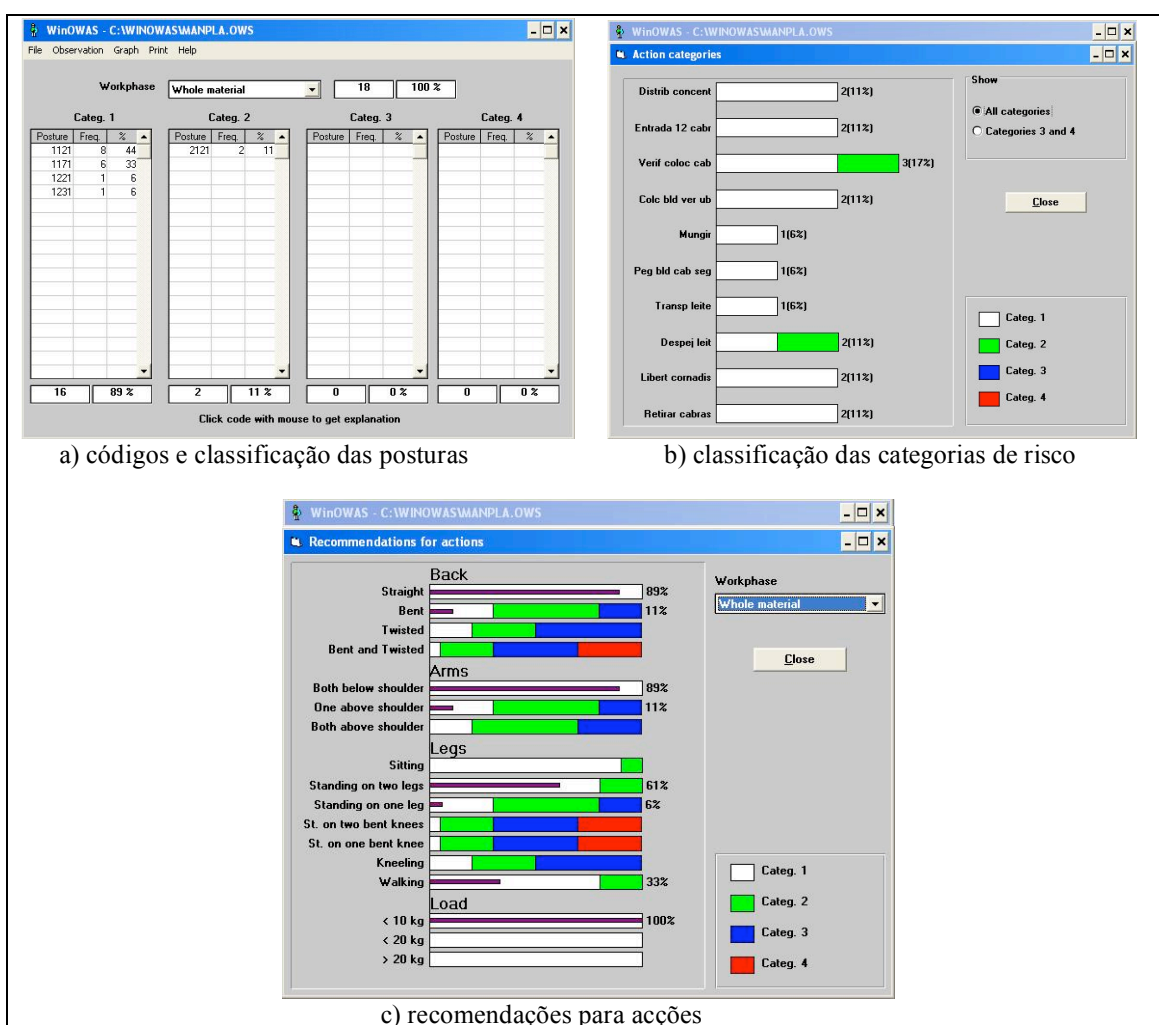 WinOWAS - C:\WINOWAS\MANPLA.OWS
File Observation Graph Print Help
Workphase Whole material 18 100 %
Categ. 1 Categ. 2 Categ. 3 Categ. 4
Posture Freq. % Posture Freq. % Posture Freq. % Posture Freq. %
1121 8 44 2121 2 11
1171 6 33
1221 1 6
1231 1 6
16 89 % 2 11 % 0 0 % 0 0 %
Click code with mouse to get explanation
a) códigos e classificação das posturas
WinOWAS - C:\WINOWAS\MANPLA.OWS
Action categories
Distrib concent 2(11%)
Entrada 12 cabr 2(11%)
Verif coloc cab 3(17%)
Colc bld ver ub 2(11%)
Mungir 1(6%)
Peg bld cab seg 1(6%)
Transp leite 1(6%)
Despej leit 2(11%)
Libert cornadis 2(11%)
Retirar cabras 2(11%)
Show
All categories
Categories 3 and 4
Close
Categ. 1
Categ. 2
Categ. 3
Categ. 4
b) classificação das categorias de risco
WinOWAS - C:\WINOWAS\MANPLA.OWS
Recommendations for actions
Back
Straight 89%
Bent 11%
Twisted
Bent and Twisted
Arms
Both below shoulder 89%
One above shoulder 11%
Both above shoulder
Legs
Sitting
Standing on two legs 61%
Standing on one leg 6%
St. on two bent knees
St. on one bent knee
Kneeling
Walking 33%
Load
< 10 kg 100%
< 20 kg
> 20 kg
Workphase
Whole material
Close
Categ. 1
Categ. 2
Categ. 3
Categ. 4
c) recomendações para acções